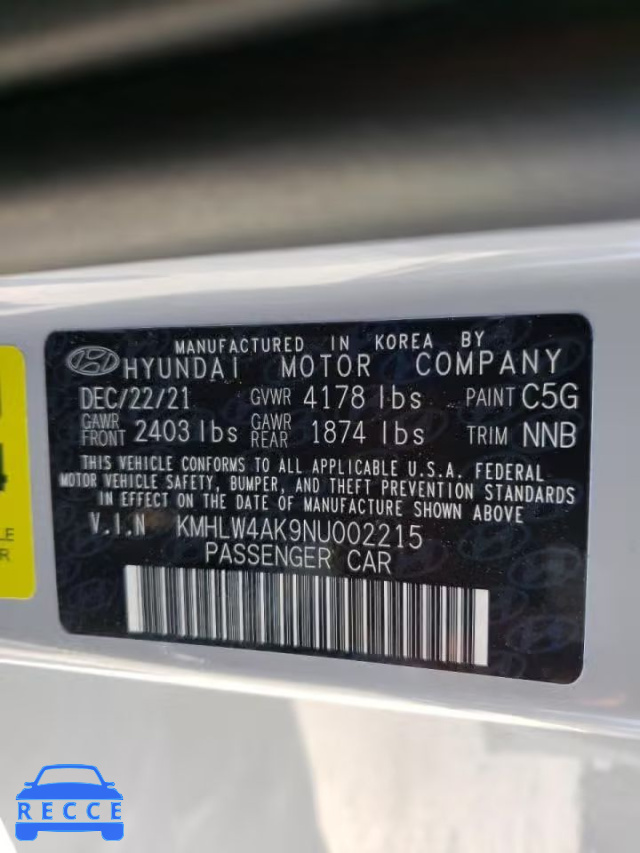 MANUFACTURED IN KOREA BY
HYUNDAI MOTOR COMPANY
DEC/22/21 GVWR 4178 lbs PAINT C5G
GAWR FRONT 2403 lbs GAWR REAR 1874 lbs TRIM NNB
THIS VEHICLE CONFORMS TO ALL APPLICABLE U.S.A. FEDERAL
MOTOR VEHICLE SAFETY, BUMPER, AND THEFT PREVENTION STANDARDS
IN EFFECT ON THE DATE OF MANUFACTURE SHOWN ABOVE.
V.I.N KMHLW4AK9NU002215
PASSENGER CAR
RECCE